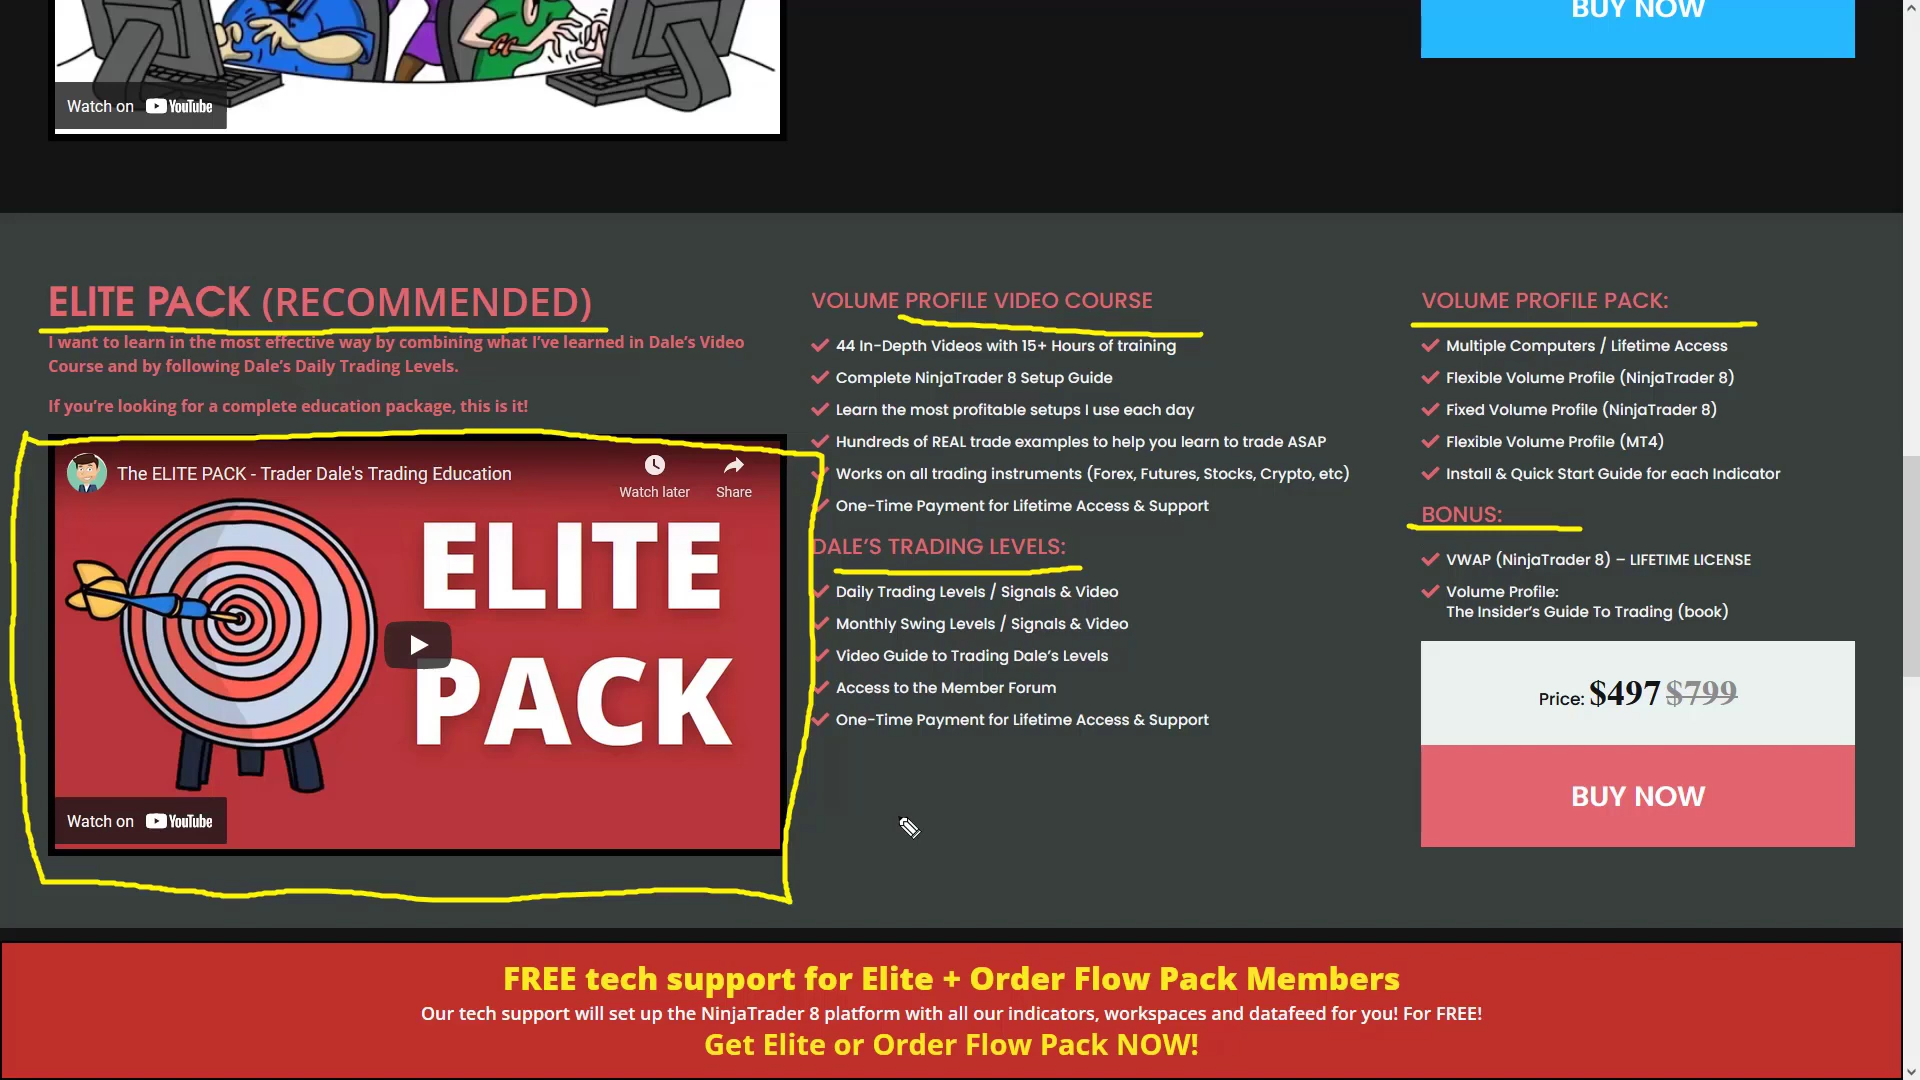 BUY NOW
Watch on YouTube
ELITE PACK (RECOMMENDED)
I want to learn in the most effective way by combining what I've learned in Dale's Video
Course and by following Dale's Daily Trading Levels.
If you're looking for a complete education package, this is it!
The ELITE PACK - Trader Dale's Trading Education
Watch later
Share
ELITE
PACK
Watch on YouTube
VOLUME PROFILE VIDEO COURSE
44 In-Depth Videos with 15+ Hours of training
Complete NinjaTrader 8 Setup Guide
Learn the most profitable setups I use each day
Hundreds of REAL trade examples to help you learn to trade ASAP
Works on all trading instruments (Forex, Futures, Stocks, Crypto, etc)
One-Time Payment for Lifetime Access & Support
DALE'S TRADING LEVELS:
Daily Trading Levels / Signals & Video
Monthly Swing Levels / Signals & Video
Video Guide to Trading Dale's Levels
Access to the Member Forum
One-Time Payment for Lifetime Access & Support
VOLUME PROFILE PACK:
Multiple Computers / Lifetime Access
Flexible Volume Profile (NinjaTrader 8)
Fixed Volume Profile (NinjaTrader 8)
Flexible Volume Profile (MT4)
Install & Quick Start Guide for each Indicator
BONUS:
VWAP (NinjaTrader 8) – LIFETIME LICENSE
Volume Profile:
The Insider's Guide To Trading (book)
Price: $497 $799
BUY NOW
FREE tech support for Elite + Order Flow Pack Members
Our tech support will set up the NinjaTrader 8 platform with all our indicators, workspaces and datafeed for you! For FREE!
Get Elite or Order Flow Pack NOW!